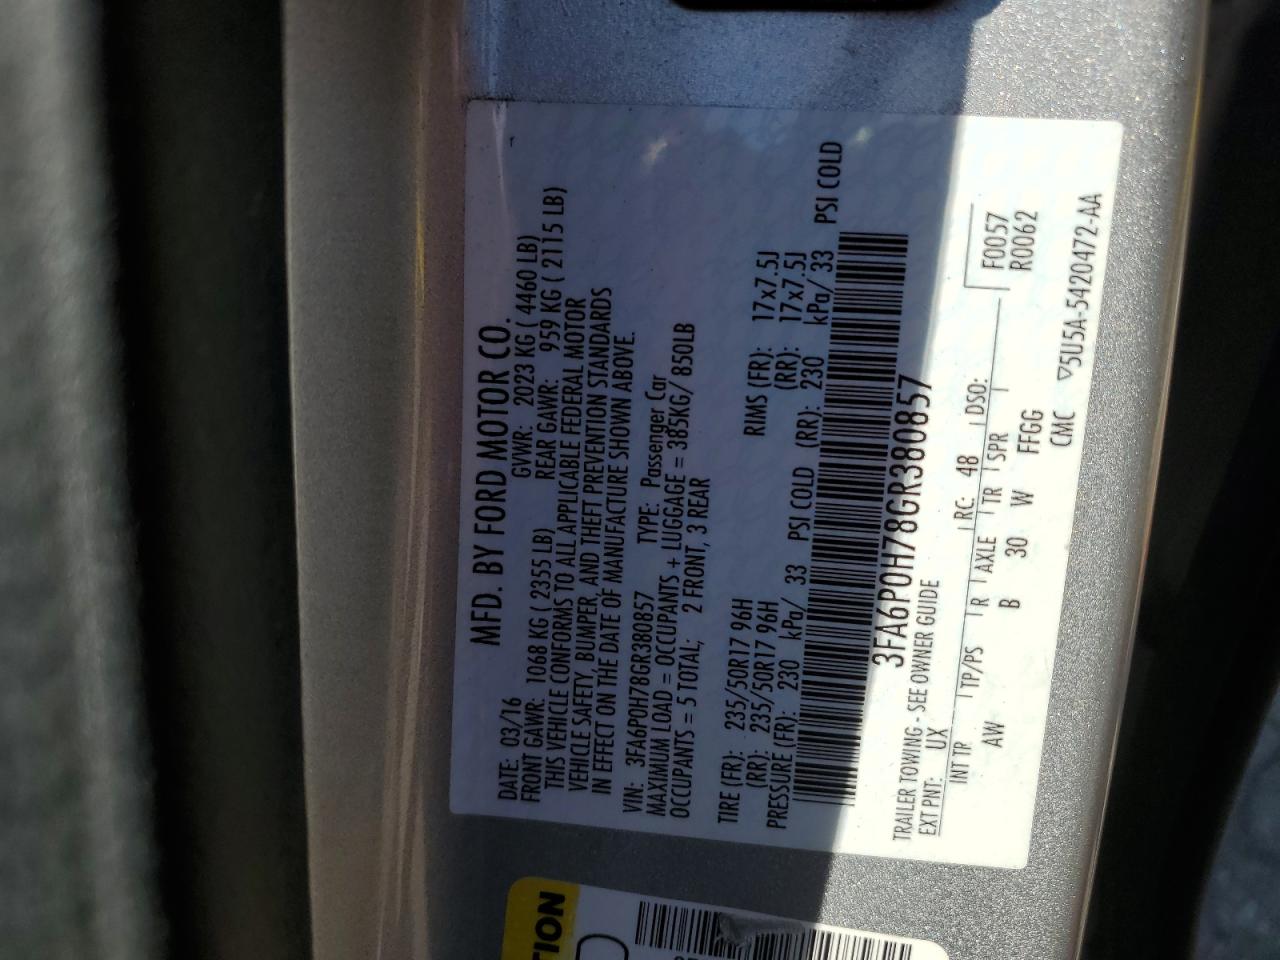 MFD. BY FORD MOTOR CO.
DATE: 03/16 GVWR: 2023 KG ( 4460 LB)
FRONT GAWR: 1068 KG ( 2355 LB) REAR GAWR: 959 KG ( 2115 LB)
THIS VEHICLE CONFORMS TO ALL APPLICABLE FEDERAL MOTOR
VEHICLE SAFETY, BUMPER, AND THEFT PREVENTION STANDARDS
IN EFFECT ON THE DATE OF MANUFACTURE SHOWN ABOVE.
VIN: 3FA6P0H78GR380857 TYPE: Passenger Car
MAXIMUM LOAD = OCCUPANTS + LUGGAGE = 385KG/ 850LB
OCCUPANTS = 5 TOTAL; 2 FRONT, 3 REAR
TIRE (FR): 235/50R17 96H RIMS (FR): 17x7.5J
(RR): 235/50R17 96H (RR): 17x7.5J
PRESSURE (FR): 230 kPa/ 33 PSI COLD (RR): 230 kPa/ 33 PSI COLD
3FA6P0H78GR380857
TRAILER TOWING - SEE OWNER GUIDE
EXT PNT: UX RC: 48 DSO: F0057
R0062
INT TR TP/PS R AXLE TR SPR
AW B 30 W FFGG
CMC ▽5U5A-5420472-AA
TION